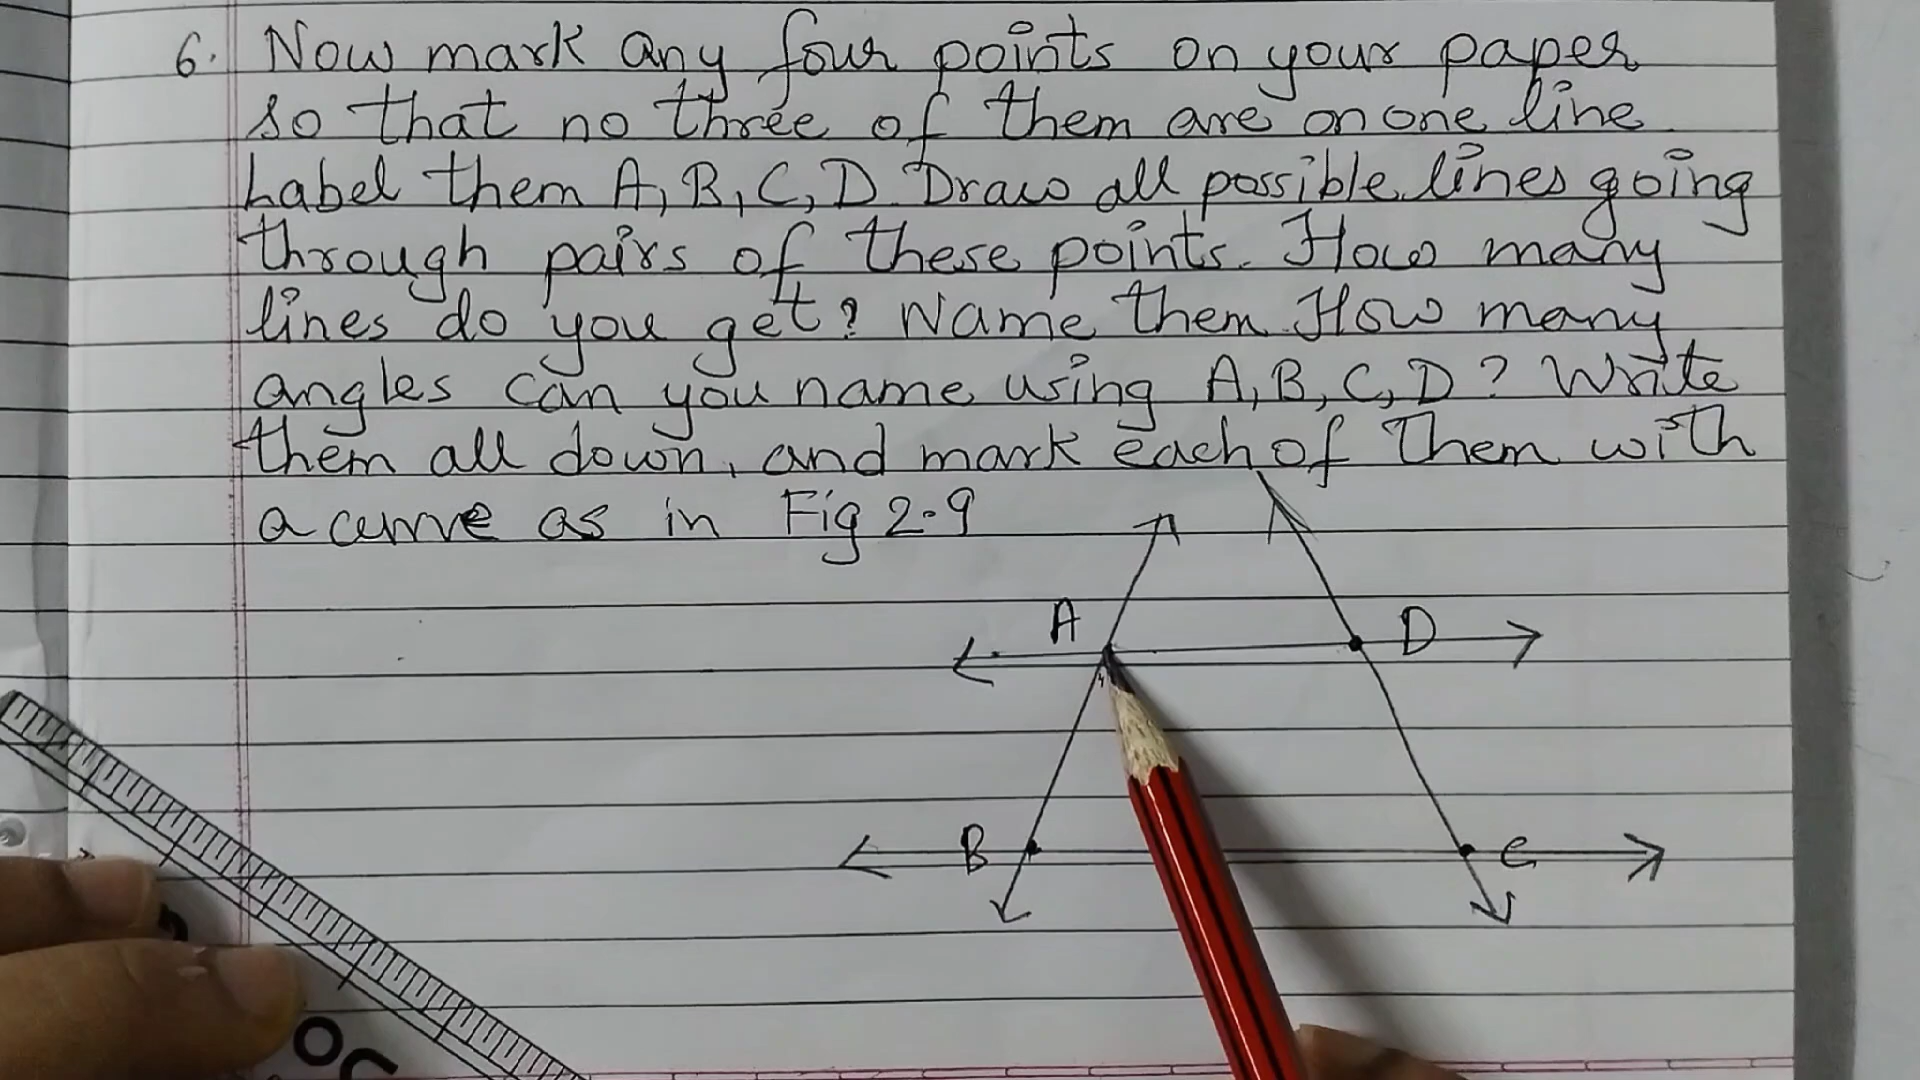 6. Now mark any four points on your paper
so that no three of them are on one line
Label them A, B, C, D. Draw all possible lines going
through pairs of these points. How many
lines do you get? Name them. How many
angles can you name using A, B, C, D? Write
them all down, and mark each of them with
a curve as in Fig 2.9
A D
B C